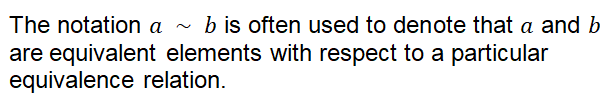 The notation a ~ b is often used to denote that a and b
are equivalent elements with respect to a particular
equivalence relation.